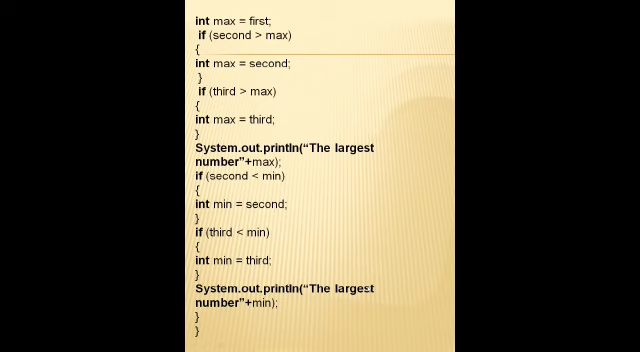 int max = first;
if (second > max)
{
int max = second;
}
if (third > max)
{
int max = third;
}
System.out.println(“The largest
number”+max);
if (second < min)
{
int min = second;
}
if (third < min)
{
int min = third;
}
System.out.println(“The largest
number”+min);
}
}